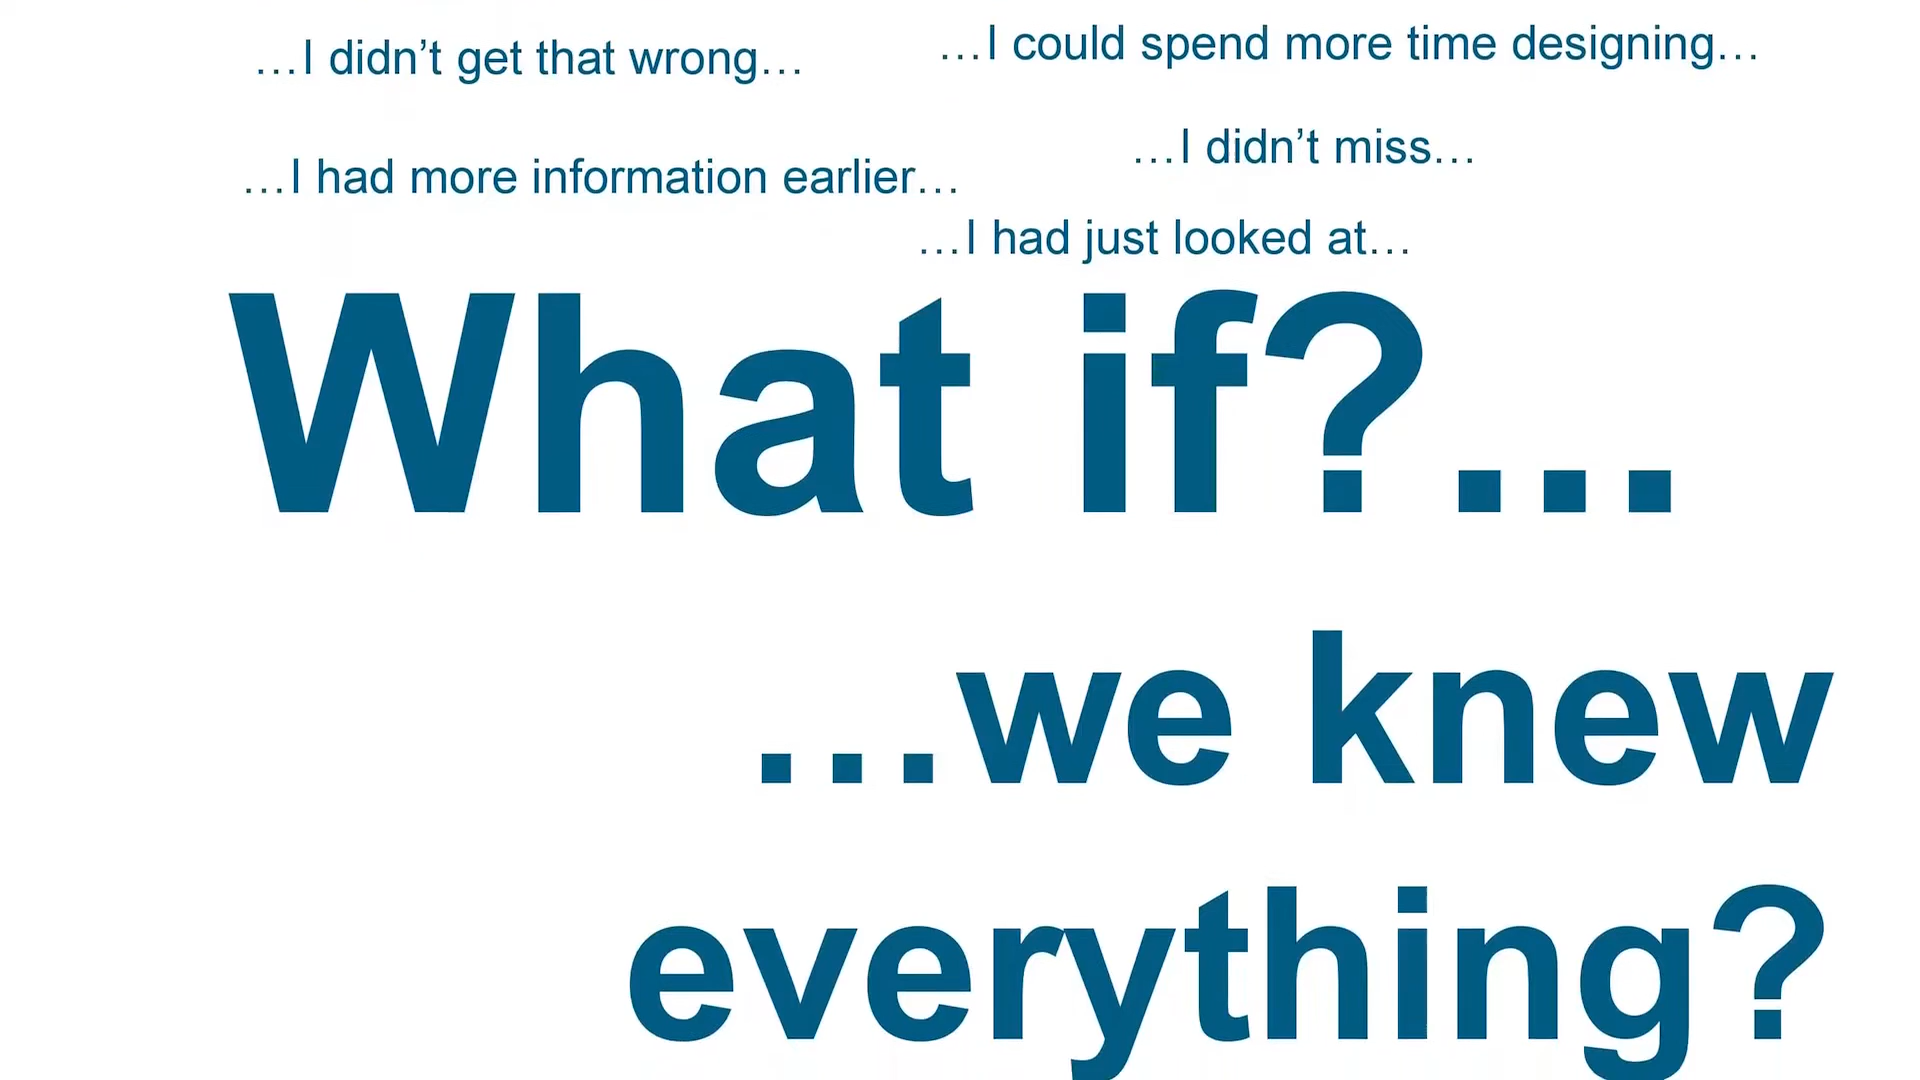 …I didn’t get that wrong…
…I could spend more time designing…
…I didn’t miss…
…I had more information earlier…
…I had just looked at…
What if?...
...we knew
everything?